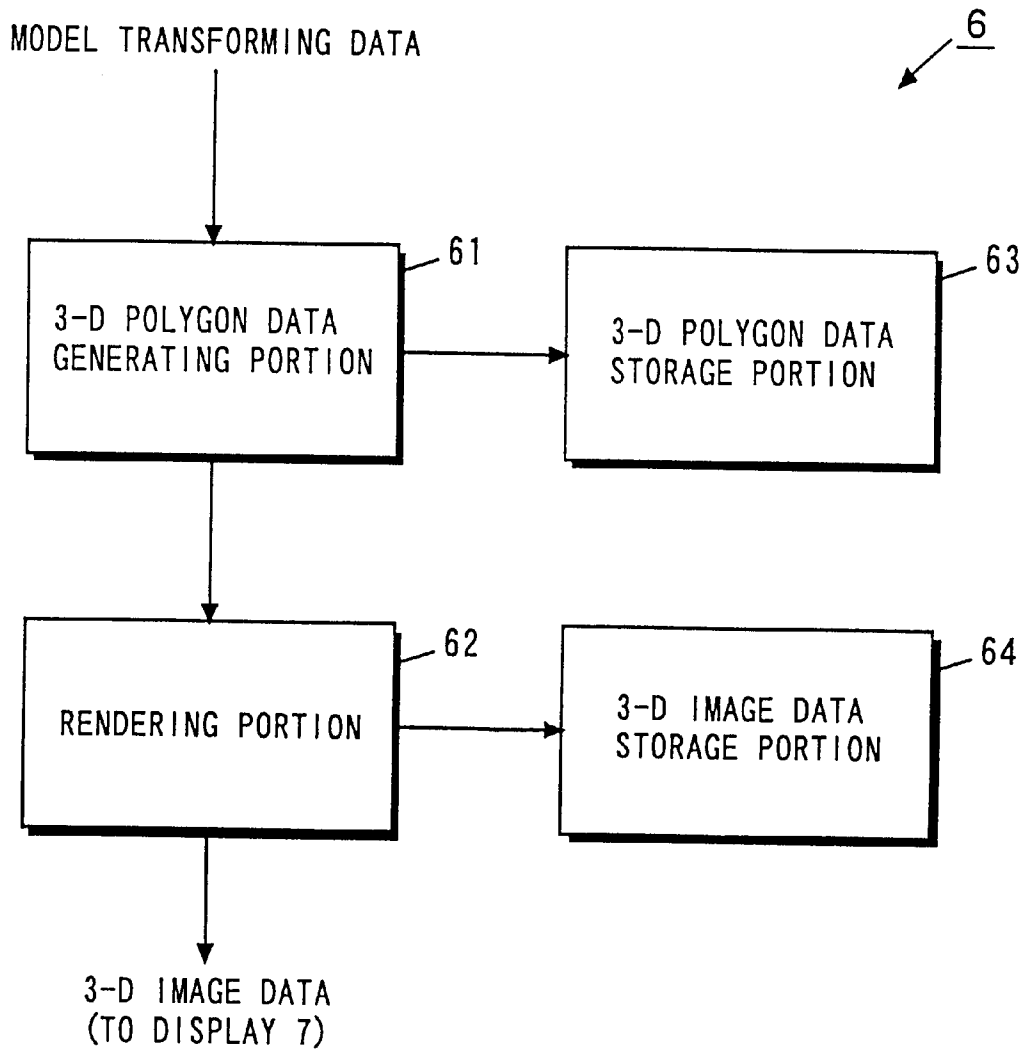 6
MODEL TRANSFORMING DATA
61
3-D POLYGON DATA
GENERATING PORTION
63
3-D POLYGON DATA
STORAGE PORTION
62
RENDERING PORTION
64
3-D IMAGE DATA
STORAGE PORTION
3-D IMAGE DATA
(TO DISPLAY 7)